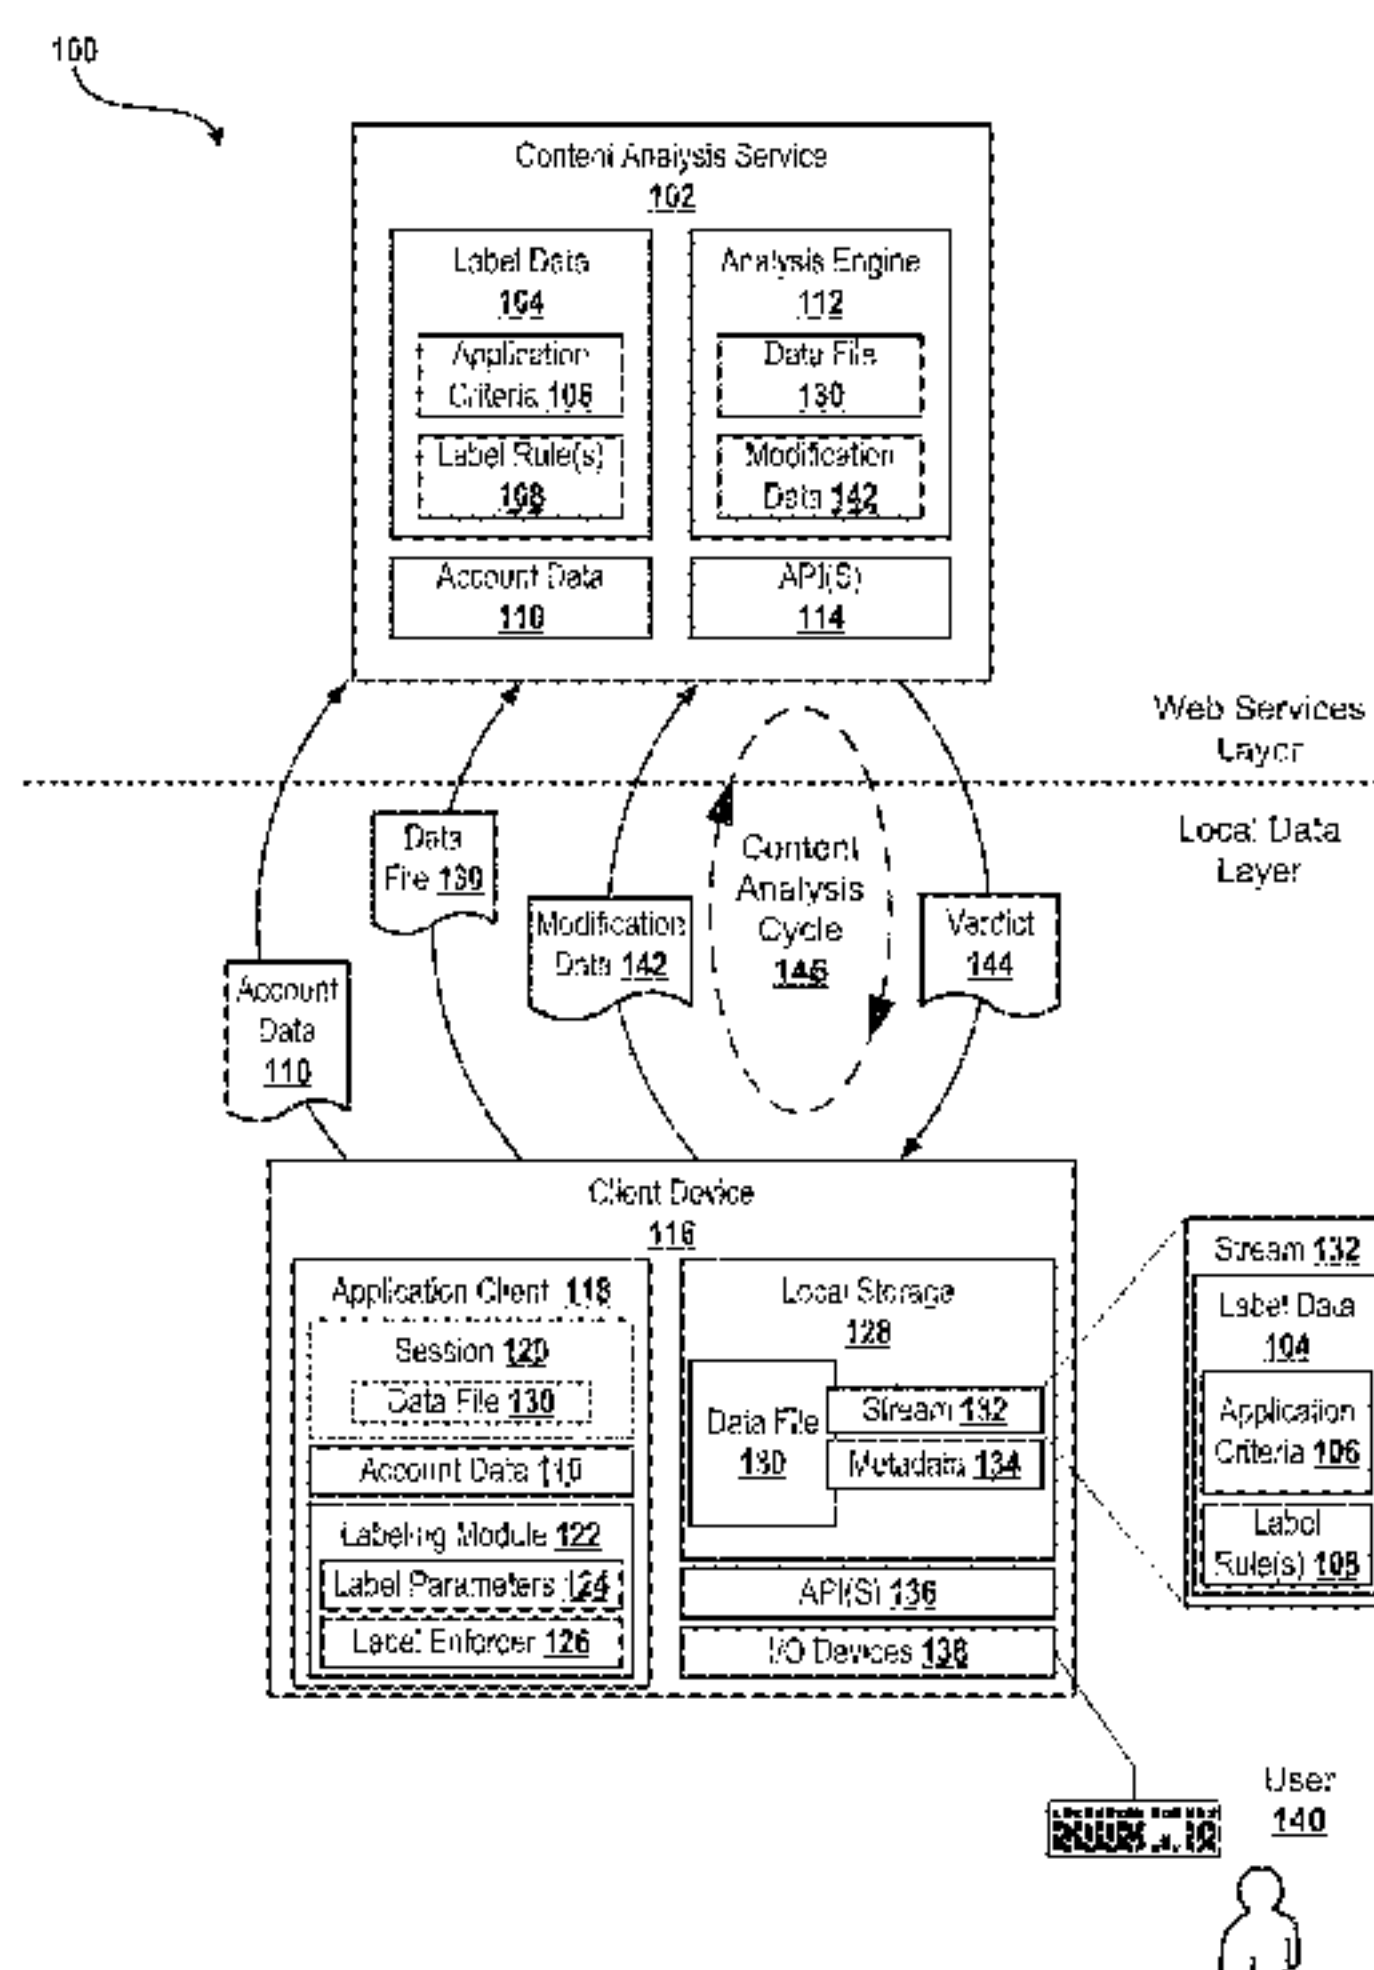 100
Content Analysis Service
102
Label Data
104
Application
Criteria 106
Label Rule(s)
108
Account Data
110
Analysis Engine
112
Data File
130
Modification
Data 142
API(S)
114
Web Services
Layer
Local Data
Layer
Account
Data
110
Data
File 130
Modification
Data 142
Content
Analysis
Cycle
146
Verdict
144
Client Device
116
Application Client 118
Session 120
Data File 130
Account Data 110
Labeling Module 122
Label Parameters 124
Label Enforcer 126
Local Storage
128
Data File
130
Stream 132
Metadata 134
API(S) 136
I/O Devices 138
Stream 132
Label Data
104
Application
Criteria 106
Label
Rule(s) 108
User
140